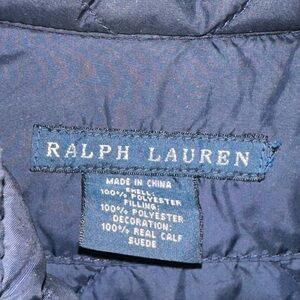 RALPH LAUREN
MADE IN CHINA
SHELL:
100% POLYESTER
FILLING:
100% POLYESTER
DECORATION:
100% REAL CALF
SUEDE